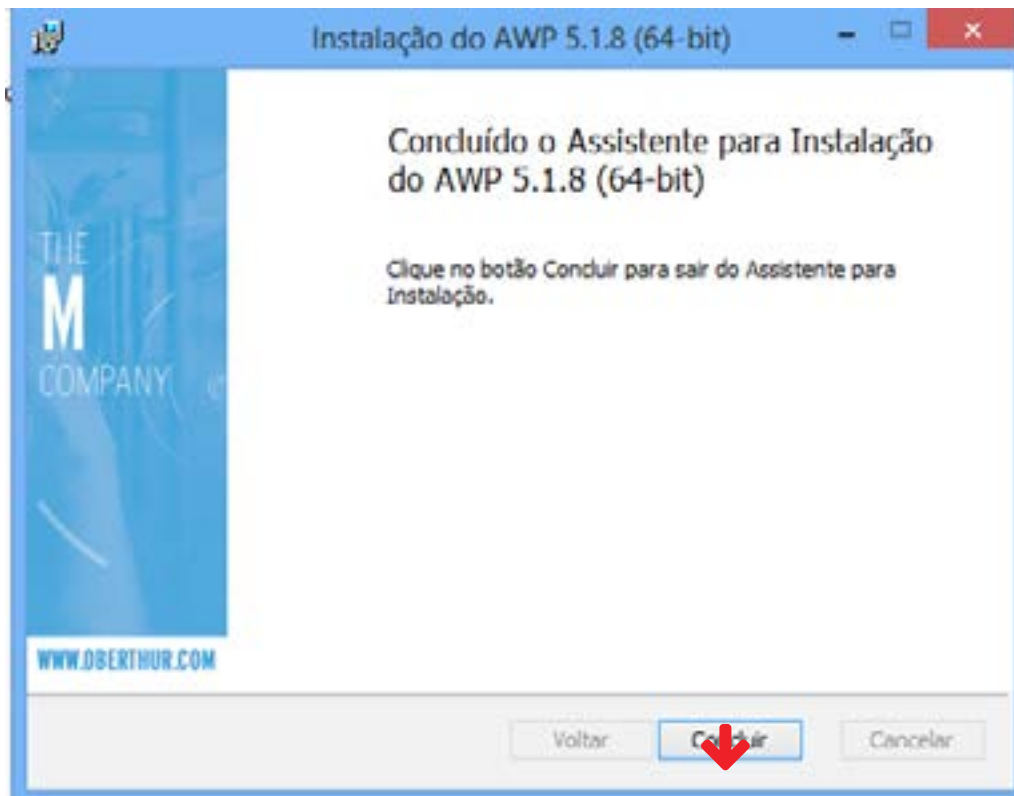 Instalação do AWP 5.1.8 (64-bit)
Concluído o Assistente para Instalação
do AWP 5.1.8 (64-bit)
Clique no botão Concluir para sair do Assistente para
Instalação.
THE
M
COMPANY
WWW.OBERTHUR.COM
Voltar
Concluir
Cancelar